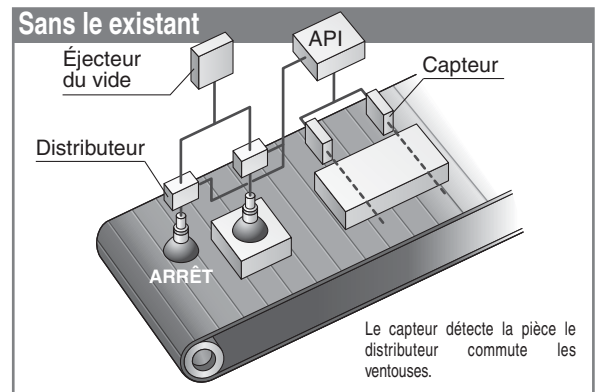 Sans le existant
Éjecteur
du vide
API
Capteur
Distributeur
ARRÊT
Le capteur détecte la pièce le
distributeur commute les
ventouses.